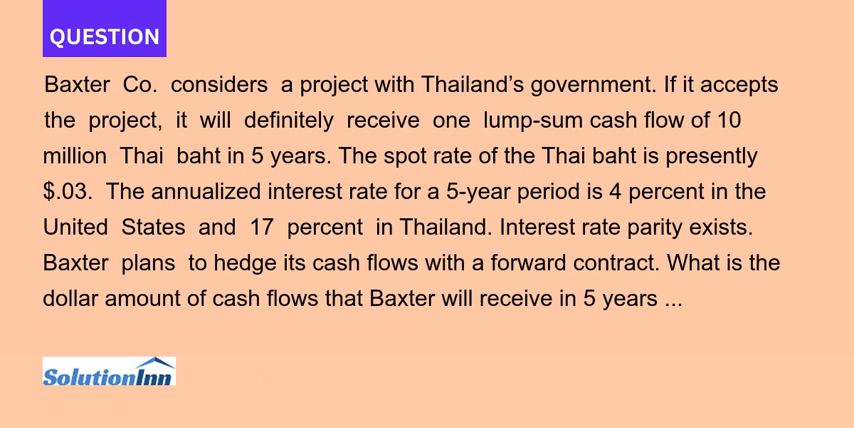 QUESTION
Baxter Co. considers a project with Thailand’s government. If it accepts
the project, it will definitely receive one lump-sum cash flow of 10
million Thai baht in 5 years. The spot rate of the Thai baht is presently
$.03. The annualized interest rate for a 5-year period is 4 percent in the
United States and 17 percent in Thailand. Interest rate parity exists.
Baxter plans to hedge its cash flows with a forward contract. What is the
dollar amount of cash flows that Baxter will receive in 5 years ...
SolutionInn